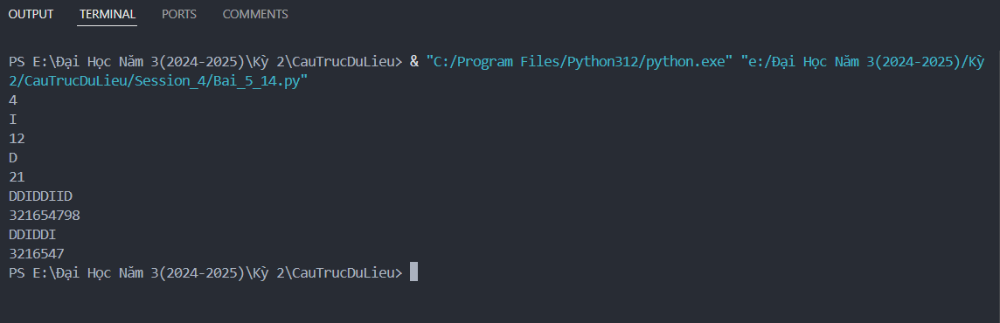 OUTPUT TERMINAL PORTS COMMENTS
PS E:\Đại Học Năm 3(2024-2025)\Kỳ 2\CauTrucDuLieu> & "C:/Program Files/Python312/python.exe" "e:/Đại Học Năm 3(2024-2025)/Kỳ
2/CauTrucDuLieu/Session_4/Bai_5_14.py"
4
I
12
D
21
DDIDDIID
321654798
DDIDDI
3216547
PS E:\Đại Học Năm 3(2024-2025)\Kỳ 2\CauTrucDuLieu>